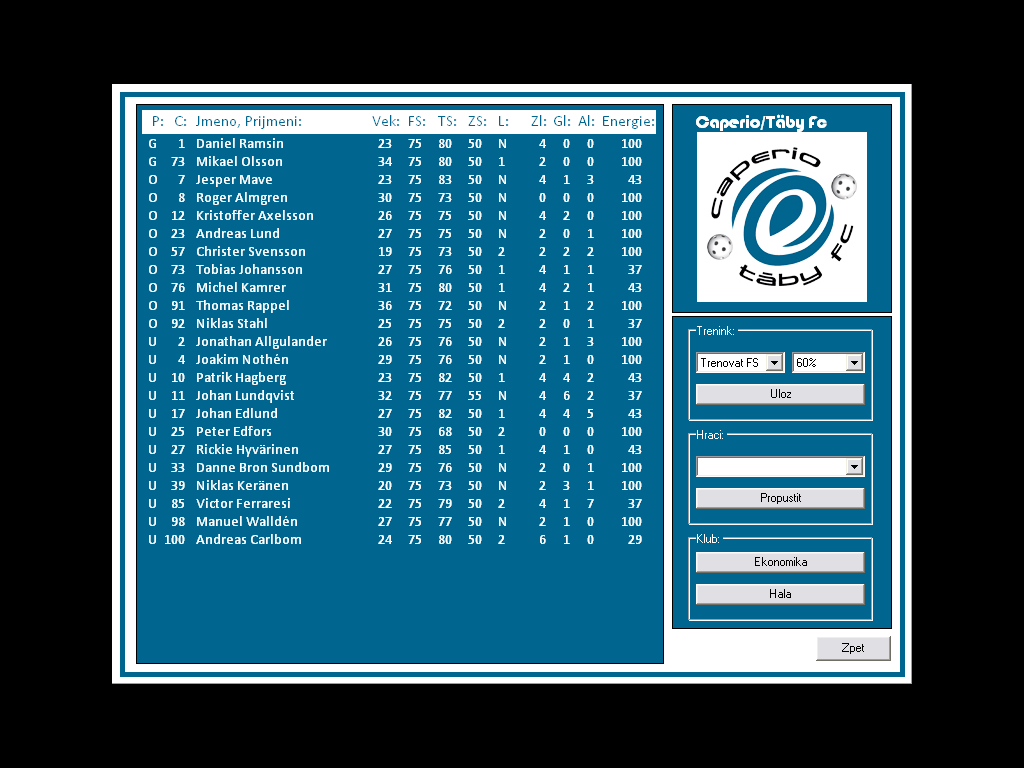 P: C: Jmeno, Prijmeni: Vek: FS: TS: ZS: L: Zl: Gl: Al: Energie:
G 1 Daniel Ramsin 23 75 80 50 N 4 0 0 100
G 73 Mikael Olsson 34 75 80 50 1 2 0 0 100
O 7 Jesper Mave 23 75 83 50 N 4 1 3 43
O 8 Roger Almgren 30 75 73 50 N 0 0 0 100
O 12 Kristoffer Axelsson 26 75 75 50 N 4 2 0 100
O 23 Andreas Lund 27 75 75 50 N 2 0 1 100
O 57 Christer Svensson 19 75 73 50 2 2 2 2 100
O 73 Tobias Johansson 27 75 76 50 1 4 1 1 37
O 76 Michel Kamrer 31 75 80 50 1 4 2 1 43
O 91 Thomas Rappel 36 75 72 50 N 2 1 2 100
O 92 Niklas Stahl 25 75 75 50 2 2 0 1 37
U 2 Jonathan Allgulander 26 75 76 50 N 2 1 3 100
U 4 Joakim Nothén 29 75 76 50 N 2 1 0 100
U 10 Patrik Hagberg 23 75 82 50 1 4 4 2 43
U 11 Johan Lundqvist 32 75 77 55 N 4 6 2 37
U 17 Johan Edlund 27 75 82 50 1 4 4 5 43
U 25 Peter Edfors 30 75 68 50 2 0 0 0 100
U 27 Rickie Hyvärinen 27 75 85 50 1 4 1 0 43
U 33 Danne Bron Sundbom 29 75 76 50 N 2 0 1 100
U 39 Niklas Keränen 20 75 73 50 N 2 3 1 100
U 85 Victor Ferraresi 22 75 79 50 2 4 1 7 37
U 98 Manuel Walldén 27 75 77 50 N 2 1 0 100
U 100 Andreas Carlbom 24 75 80 50 2 6 1 0 29
Caperio/Täby Fc
caperio
täby fc
Trenink:
Trenovat FS 60%
Uloz
Hraci:
Propustit
Klub:
Ekonomika
Hala
Zpet